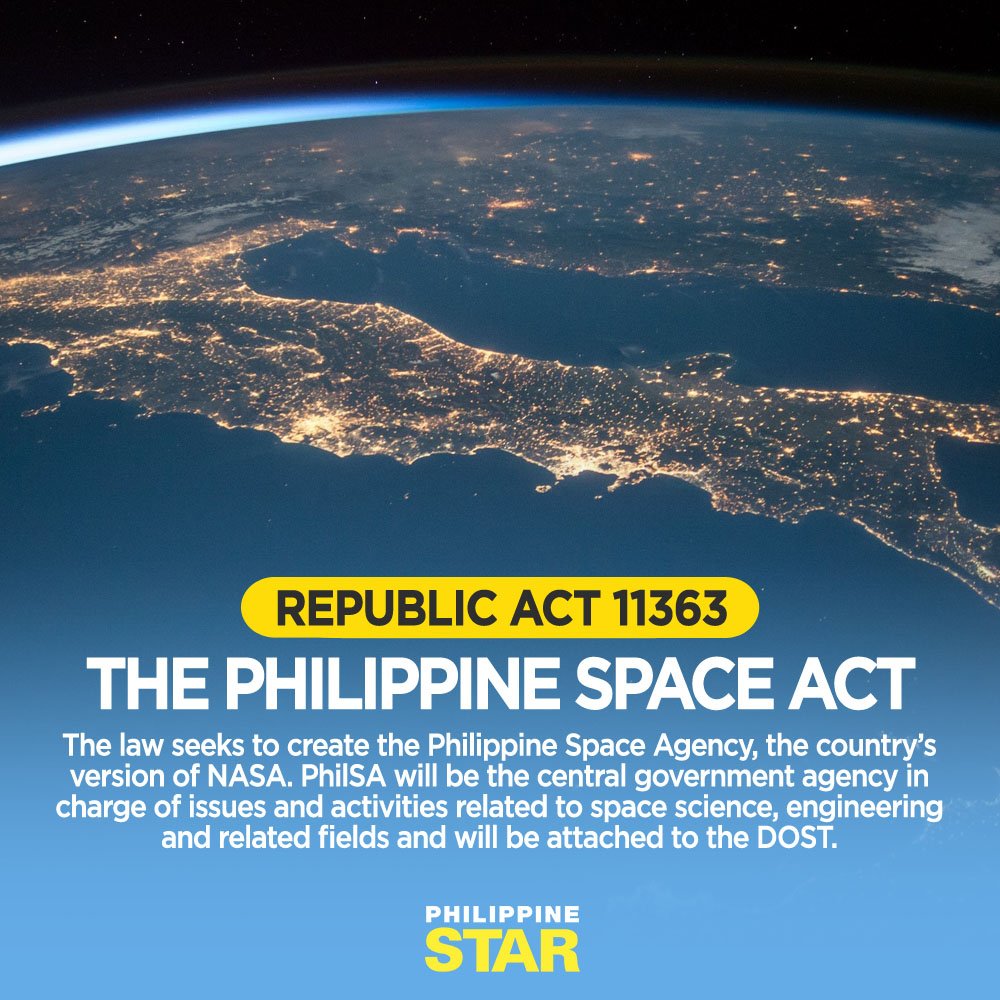 REPUBLIC ACT 11363
THE PHILIPPINE SPACE ACT
The law seeks to create the Philippine Space Agency, the country's
version of NASA. PhilSA will be the central government agency in
charge of issues and activities related to space science, engineering
and related fields and will be attached to the DOST.
PHILIPPINE
STAR